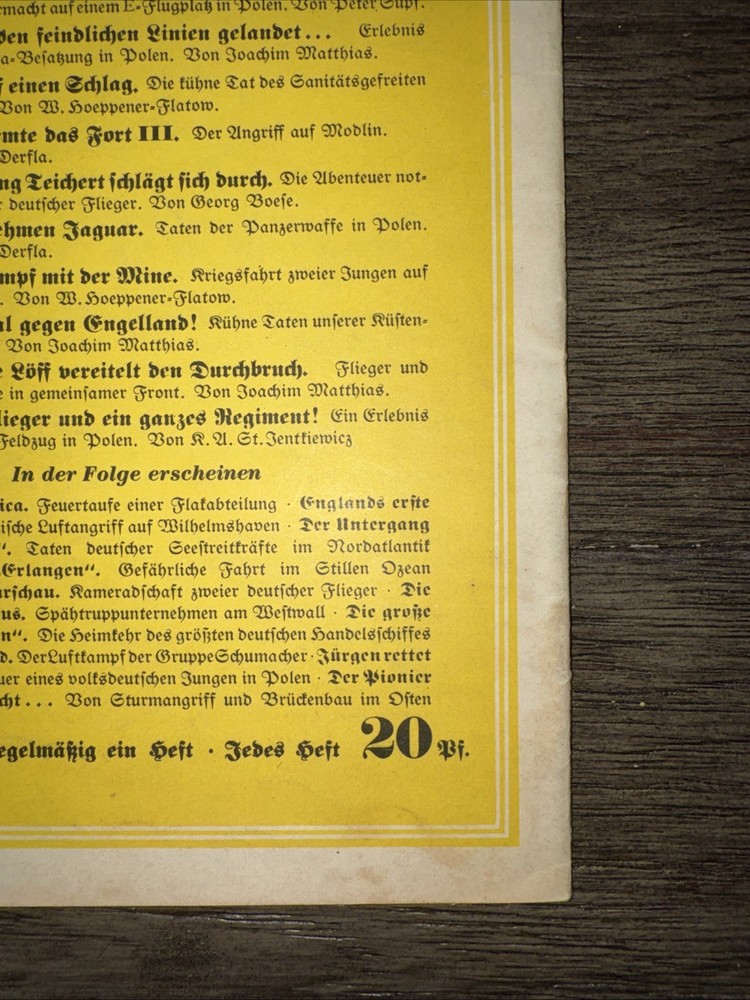 rmacht auf einem E-Flugplatz in Polen. Von Peter Supf.
den feindlichen Linien gelandet... Erlebnis
a-Besatzung in Polen. Von Joachim Matthias.
f einen Schlag. Die kühne Tat des Sanitätsgefreiten
Von W. Hoeppener-Flatow.
rmte das Fort III. Der Angriff auf Modlin.
Derfla.
ng Teichert schlägt sich durch. Die Abenteuer not-
r deutscher Flieger. Von Georg Boese.
ehmen Jaguar. Taten der Panzerwaffe in Polen.
Derfla.
mpf mit der Mine. Kriegsfahrt zweier Jungen auf
. Von W. Hoeppener-Flatow.
al gegen Engelland! Kühne Taten unserer Küsten-
Von Joachim Matthias.
e Löff vereitelt den Durchbruch. Flieger und
e in gemeinsamer Front. Von Joachim Matthias.
lieger und ein ganzes Regiment! Ein Erlebnis
Feldzug in Polen. Von K. A. St. Jentkiewicz
In der Folge erscheinen
ica. Feuertaufe einer Flakabteilung · Englands erste
ische Luftangriff auf Wilhelmshaven · Der Untergang
“. Taten deutscher Seestreitkräfte im Nordatlantik
„Erlangen“. Gefährliche Fahrt im Stillen Ozean
arschau. Kameradschaft zweier deutscher Flieger · Die
us. Spähtruppunternehmen am Westwall · Die große
n“. Die Heimkehr des größten deutschen Handelsschiffes
d. Der Luftkampf der Gruppe Schumacher · Jürgen rettet
uer eines volksdeutschen Jungen in Polen · Der Pionier
cht... Von Sturmangriff und Brückenbau im Osten
egelmäßig ein Heft · Jedes Heft 20 Pf.